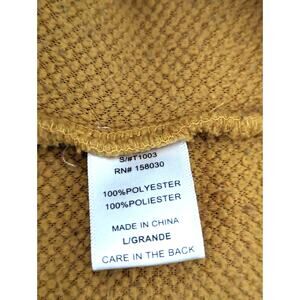 S/#T1003
RN# 158030
100%POLYESTER
100%POLIESTER
MADE IN CHINA
L/GRANDE
CARE IN THE BACK